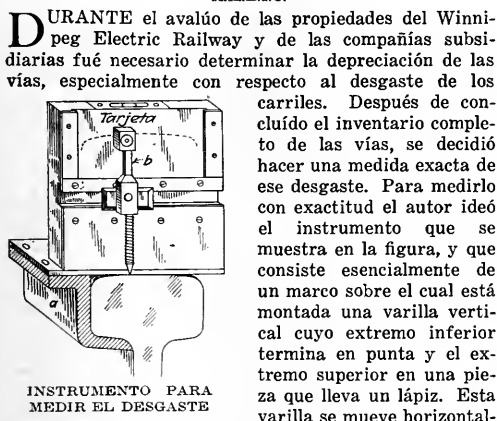 DURANTE el avalúo de las propiedades del Winni-
peg Electric Railway y de las compañías subsi-
diarias fué necesario determinar la depreciación de las
vías, especialmente con respecto al desgaste de los
carriles. Después de con-
cluído el inventario comple-
to de las vías, se decidió
hacer una medida exacta de
ese desgaste. Para medirlo
con exactitud el autor ideó
el instrumento que se
muestra en la figura, y que
consiste esencialmente de
un marco sobre el cual está
montada una varilla verti-
cal cuyo extremo inferior
termina en punta y el ex-
tremo superior en una pie-
za que lleva un lápiz. Esta
varilla se mueve horizontal-
Tarjeta
b
a
INSTRUMENTO PARA
MEDIR EL DESGASTE